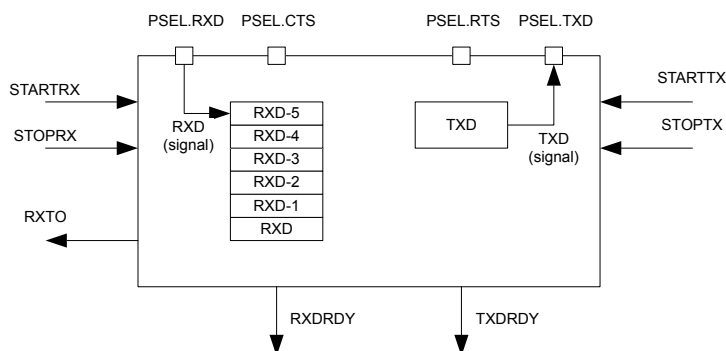 PSEL.RXD PSEL.CTS PSEL.RTS PSEL.TXD
STARTRX
STOPRX
RXTO
RXD
(signal)
RXD-5
RXD-4
RXD-3
RXD-2
RXD-1
RXD
TXD
TXD
(signal)
STARTTX
STOPTX
RXDRDY
TXDRDY